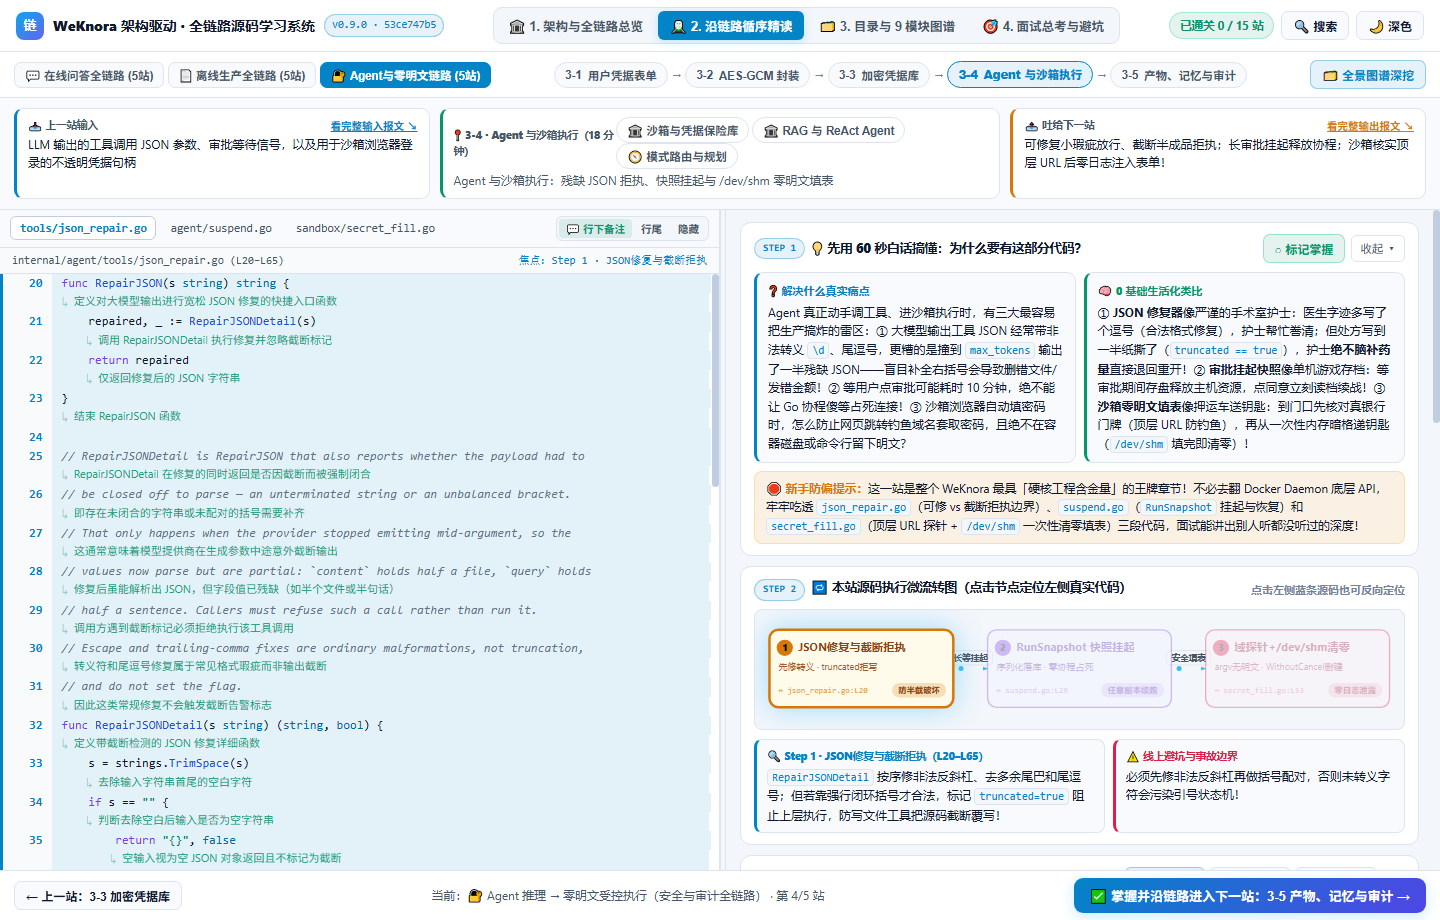 链 WeKnora 架构驱动 · 全链路源码学习系统 v0.9.0 · 53ce747b5 1. 架构与全链路总览 2. 沿链路循序精读 3. 目录与 9 模块图谱 4. 面试总考与避坑 已通关 0 / 15 站 搜索 深色
在线问答全链路 (5站) 离线生产全链路 (5站) Agent与零明文链路 (5站) 3-1 用户凭据表单 → 3-2 AES-GCM 封装 → 3-3 加密凭据库 → 3-4 Agent 与沙箱执行 → 3-5 产物、记忆与审计 全景图谱深挖
上一站输入 看完整输入报文 ↘
LLM 输出的工具调用 JSON 参数、审批等待信号，以及用于沙箱浏览器登
录的不透明凭据句柄
3-4 · Agent 与沙箱执行（18 分
钟）
沙箱与凭据保险库 RAG 与 ReAct Agent
模式路由与规划
Agent 与沙箱执行：残缺 JSON 拒执、快照挂起与 /dev/shm 零明文填表
吐给下一站 看完整输出报文 ↘
可修复小瑕疵放行、截断半成品拒执；长审批挂起释放协程；沙箱核实顶
层 URL 后零日志注入表单！
tools/json_repair.go agent/suspend.go sandbox/secret_fill.go 行下备注 行尾 隐藏
internal/agent/tools/json_repair.go (L20–L65) 焦点: Step 1 · JSON修复与截断拒执
20 func RepairJSON(s string) string {
↳ 定义对大模型输出进行宽松 JSON 修复的快捷入口函数
21 repaired, _ := RepairJSONDetail(s)
↳ 调用 RepairJSONDetail 执行修复并忽略截断标记
22 return repaired
↳ 仅返回修复后的 JSON 字符串
23 }
↳ 结束 RepairJSON 函数
24
25 // RepairJSONDetail is RepairJSON that also reports whether the payload had to
↳ RepairJSONDetail 在修复的同时返回是否因截断而被强制闭合
26 // be closed off to parse — an unterminated string or an unbalanced bracket.
↳ 即存在未闭合的字符串或未配对的括号需要补齐
27 // That only happens when the provider stopped emitting mid-argument, so the
↳ 这通常意味着模型提供商在生成参数中途意外截断输出
28 // values now parse but are partial: `content` holds half a file, `query` holds
↳ 修复后虽能解析出 JSON，但字段值已残缺（如半个文件或半句话）
29 // half a sentence. Callers must refuse such a call rather than run it.
↳ 调用方遇到截断标记必须拒绝执行该工具调用
30 // Escape and trailing-comma fixes are ordinary malformations, not truncation,
↳ 转义符和尾逗号修复属于常见格式瑕疵而非输出截断
31 // and do not set the flag.
↳ 因此这类常规修复不会触发截断告警标志
32 func RepairJSONDetail(s string) (string, bool) {
↳ 定义带截断检测的 JSON 修复详细函数
33 s = strings.TrimSpace(s)
↳ 去除输入字符串首尾的空白字符
34 if s == "" {
↳ 判断去除空白后输入是否为空字符串
35 return "{}", false
↳ 空输入视为空 JSON 对象返回且不标记为截断
STEP 1 先用 60 秒白话搞懂：为什么要有这部分代码？ ○ 标记掌握 收起 ▾
解决什么真实痛点
Agent 真正动手调工具、进沙箱执行时，有三大最容易
把生产搞炸的雷区：① 大模型输出工具 JSON 经常带非
法转义 \d 、尾逗号，更糟的是撞到 max_tokens 输出
了一半残缺 JSON——盲目补全右括号会导致删错文件/
发错金额！② 等用户点审批可能耗时 10 分钟，绝不能
让 Go 协程傻等占死连接！③ 沙箱浏览器自动填密码
时，怎么防止网页跳转钓鱼域名套取密码，且绝不在容
器磁盘或命令行留下明文？
0 基础生活化类比
① JSON 修复器像严谨的手术室护士：医生字迹多写了
个逗号（合法格式修复），护士帮忙誊清；但处方写到
一半纸撕了（ truncated == true ），护士绝不脑补药
量直接退回重开！② 审批挂起快照像单机游戏存档：等
审批期间存盘释放主机资源，点同意立刻读档续战！③
沙箱零明文填表像押运车送钥匙：到门口先核对真银行
门牌（顶层 URL 防钓鱼），再从一次性内存暗格递钥匙
（ /dev/shm 填完即清零）！
新手防偏提示：这一站是整个 WeKnora 最具「硬核工程含金量」的王牌章节！不必去翻 Docker Daemon 底层 API，
牢牢吃透 json_repair.go （可修 vs 截断拒执边界）、 suspend.go （ RunSnapshot 挂起与恢复）和
secret_fill.go （顶层 URL 探针 + /dev/shm 一次性清零填表）三段代码，面试能讲出别人听都没听过的深度！
STEP 2 本站源码执行微流转图（点击节点定位左侧真实代码） 点击左侧蓝条源码也可反向定位
1 JSON修复与截断拒执
先修转义 · truncated拒写
json_repair.go:L20 防半截破坏
长等挂起
2 RunSnapshot 快照挂起
序列化落库 · 零协程占死
suspend.go:L20 任意副本续跑
安全填表
3 域探针+/dev/shm清零
argv无明文 · WithoutCancel删键
secret_fill.go:L53 零日志泄露
Step 1 · JSON修复与截断拒执（L20–L65）
RepairJSONDetail 按序修非法反斜杠、去多余尾巴和尾逗
号；但若靠强行闭环括号才合法，标记 truncated=true 阻
止上层执行，防写文件工具把源码截断覆写！
线上避坑与事故边界
必须先修非法反斜杠再做括号配对，否则未转义字
符会污染引号状态机！
← 上一站：3-3 加密凭据库 当前： Agent 推理 → 零明文受控执行（安全与审计全链路） · 第 4/5 站 掌握并沿链路进入下一站：3-5 产物、记忆与审计 →